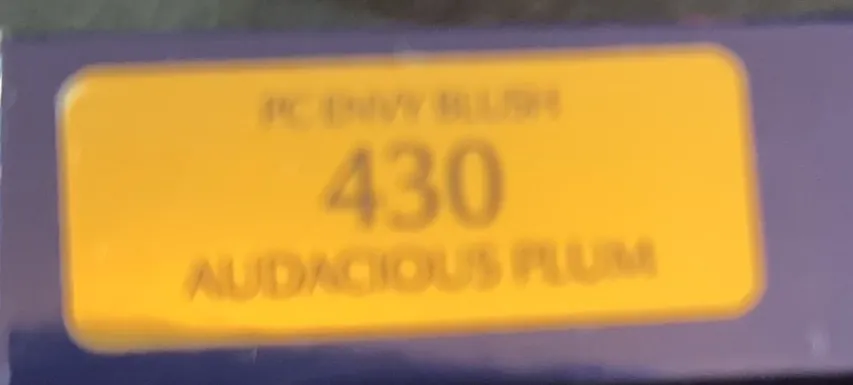 PC ENVY BLUSH
430
AUDACIOUS PLUM